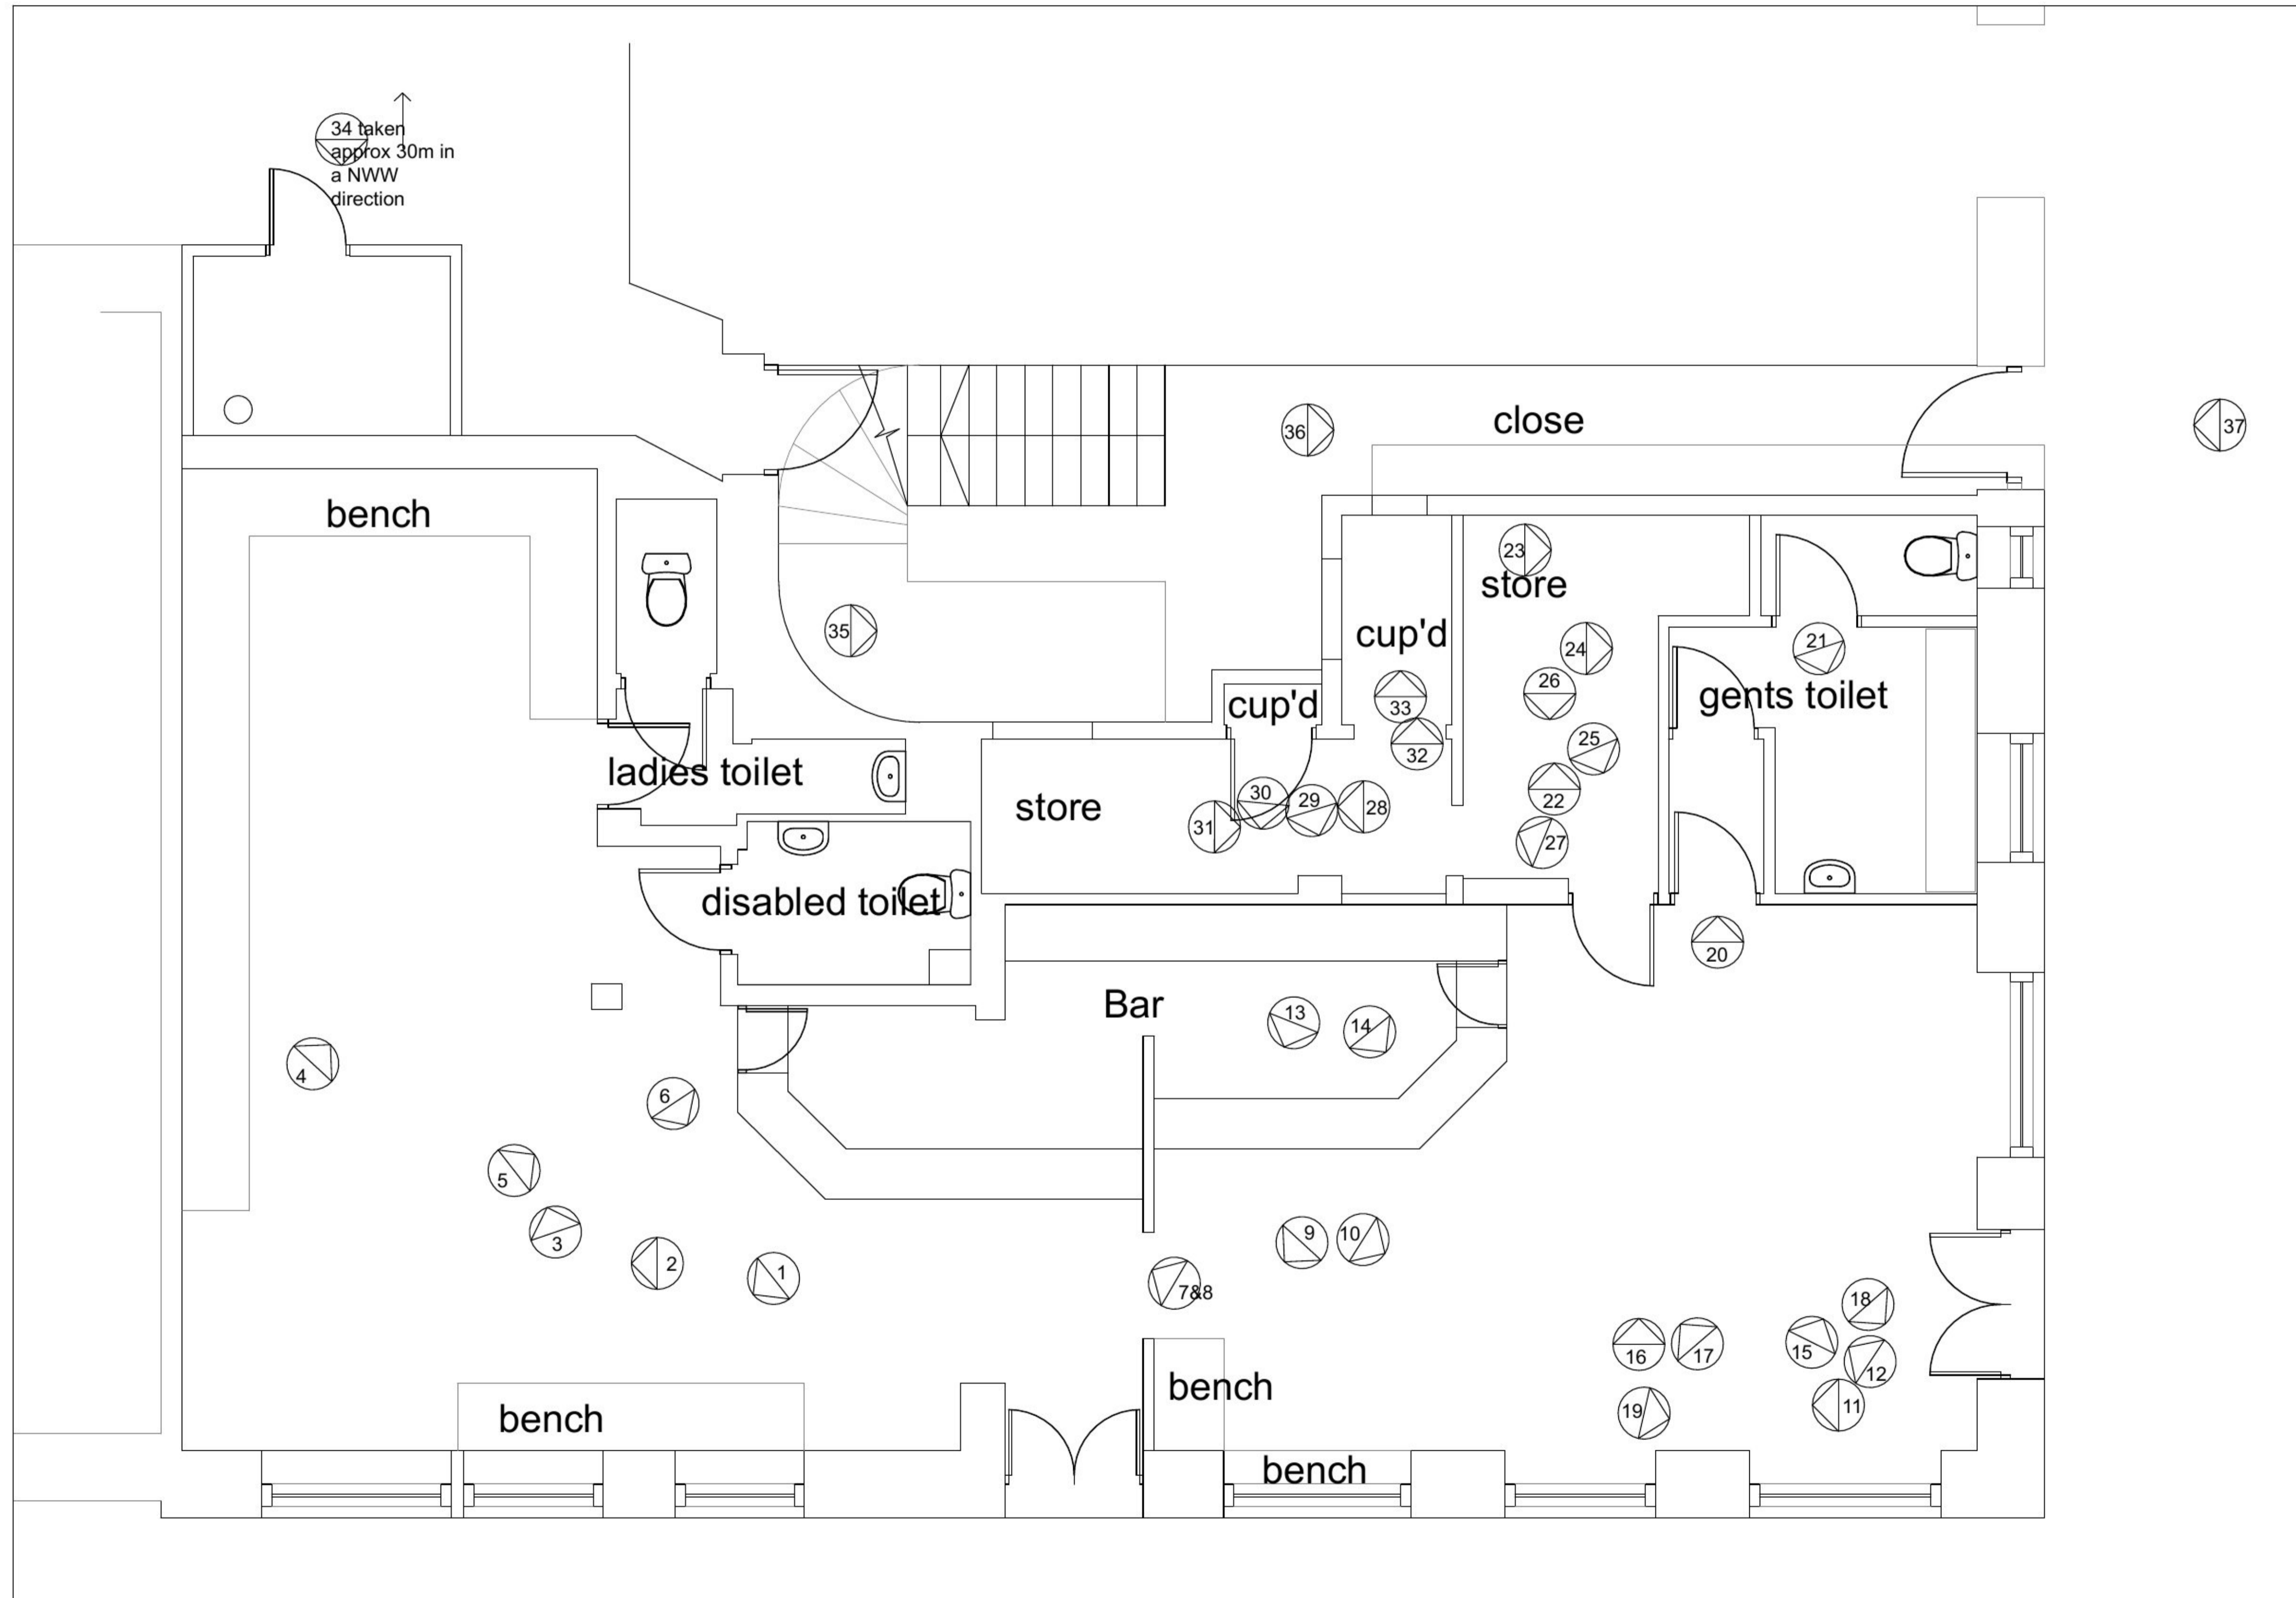 34 taken
approx 30m in
a NWW
direction
36
close
37
bench
23
store
35
cup'd
24
21
26
gents toilet
cup'd
33
25
32
ladies toilet
22
store
30
29
28
31
27
disabled toilet
20
Bar
13
14
4
6
5
3
9
10
2
1
7&8
18
16
17
15
12
bench
19
11
bench
bench